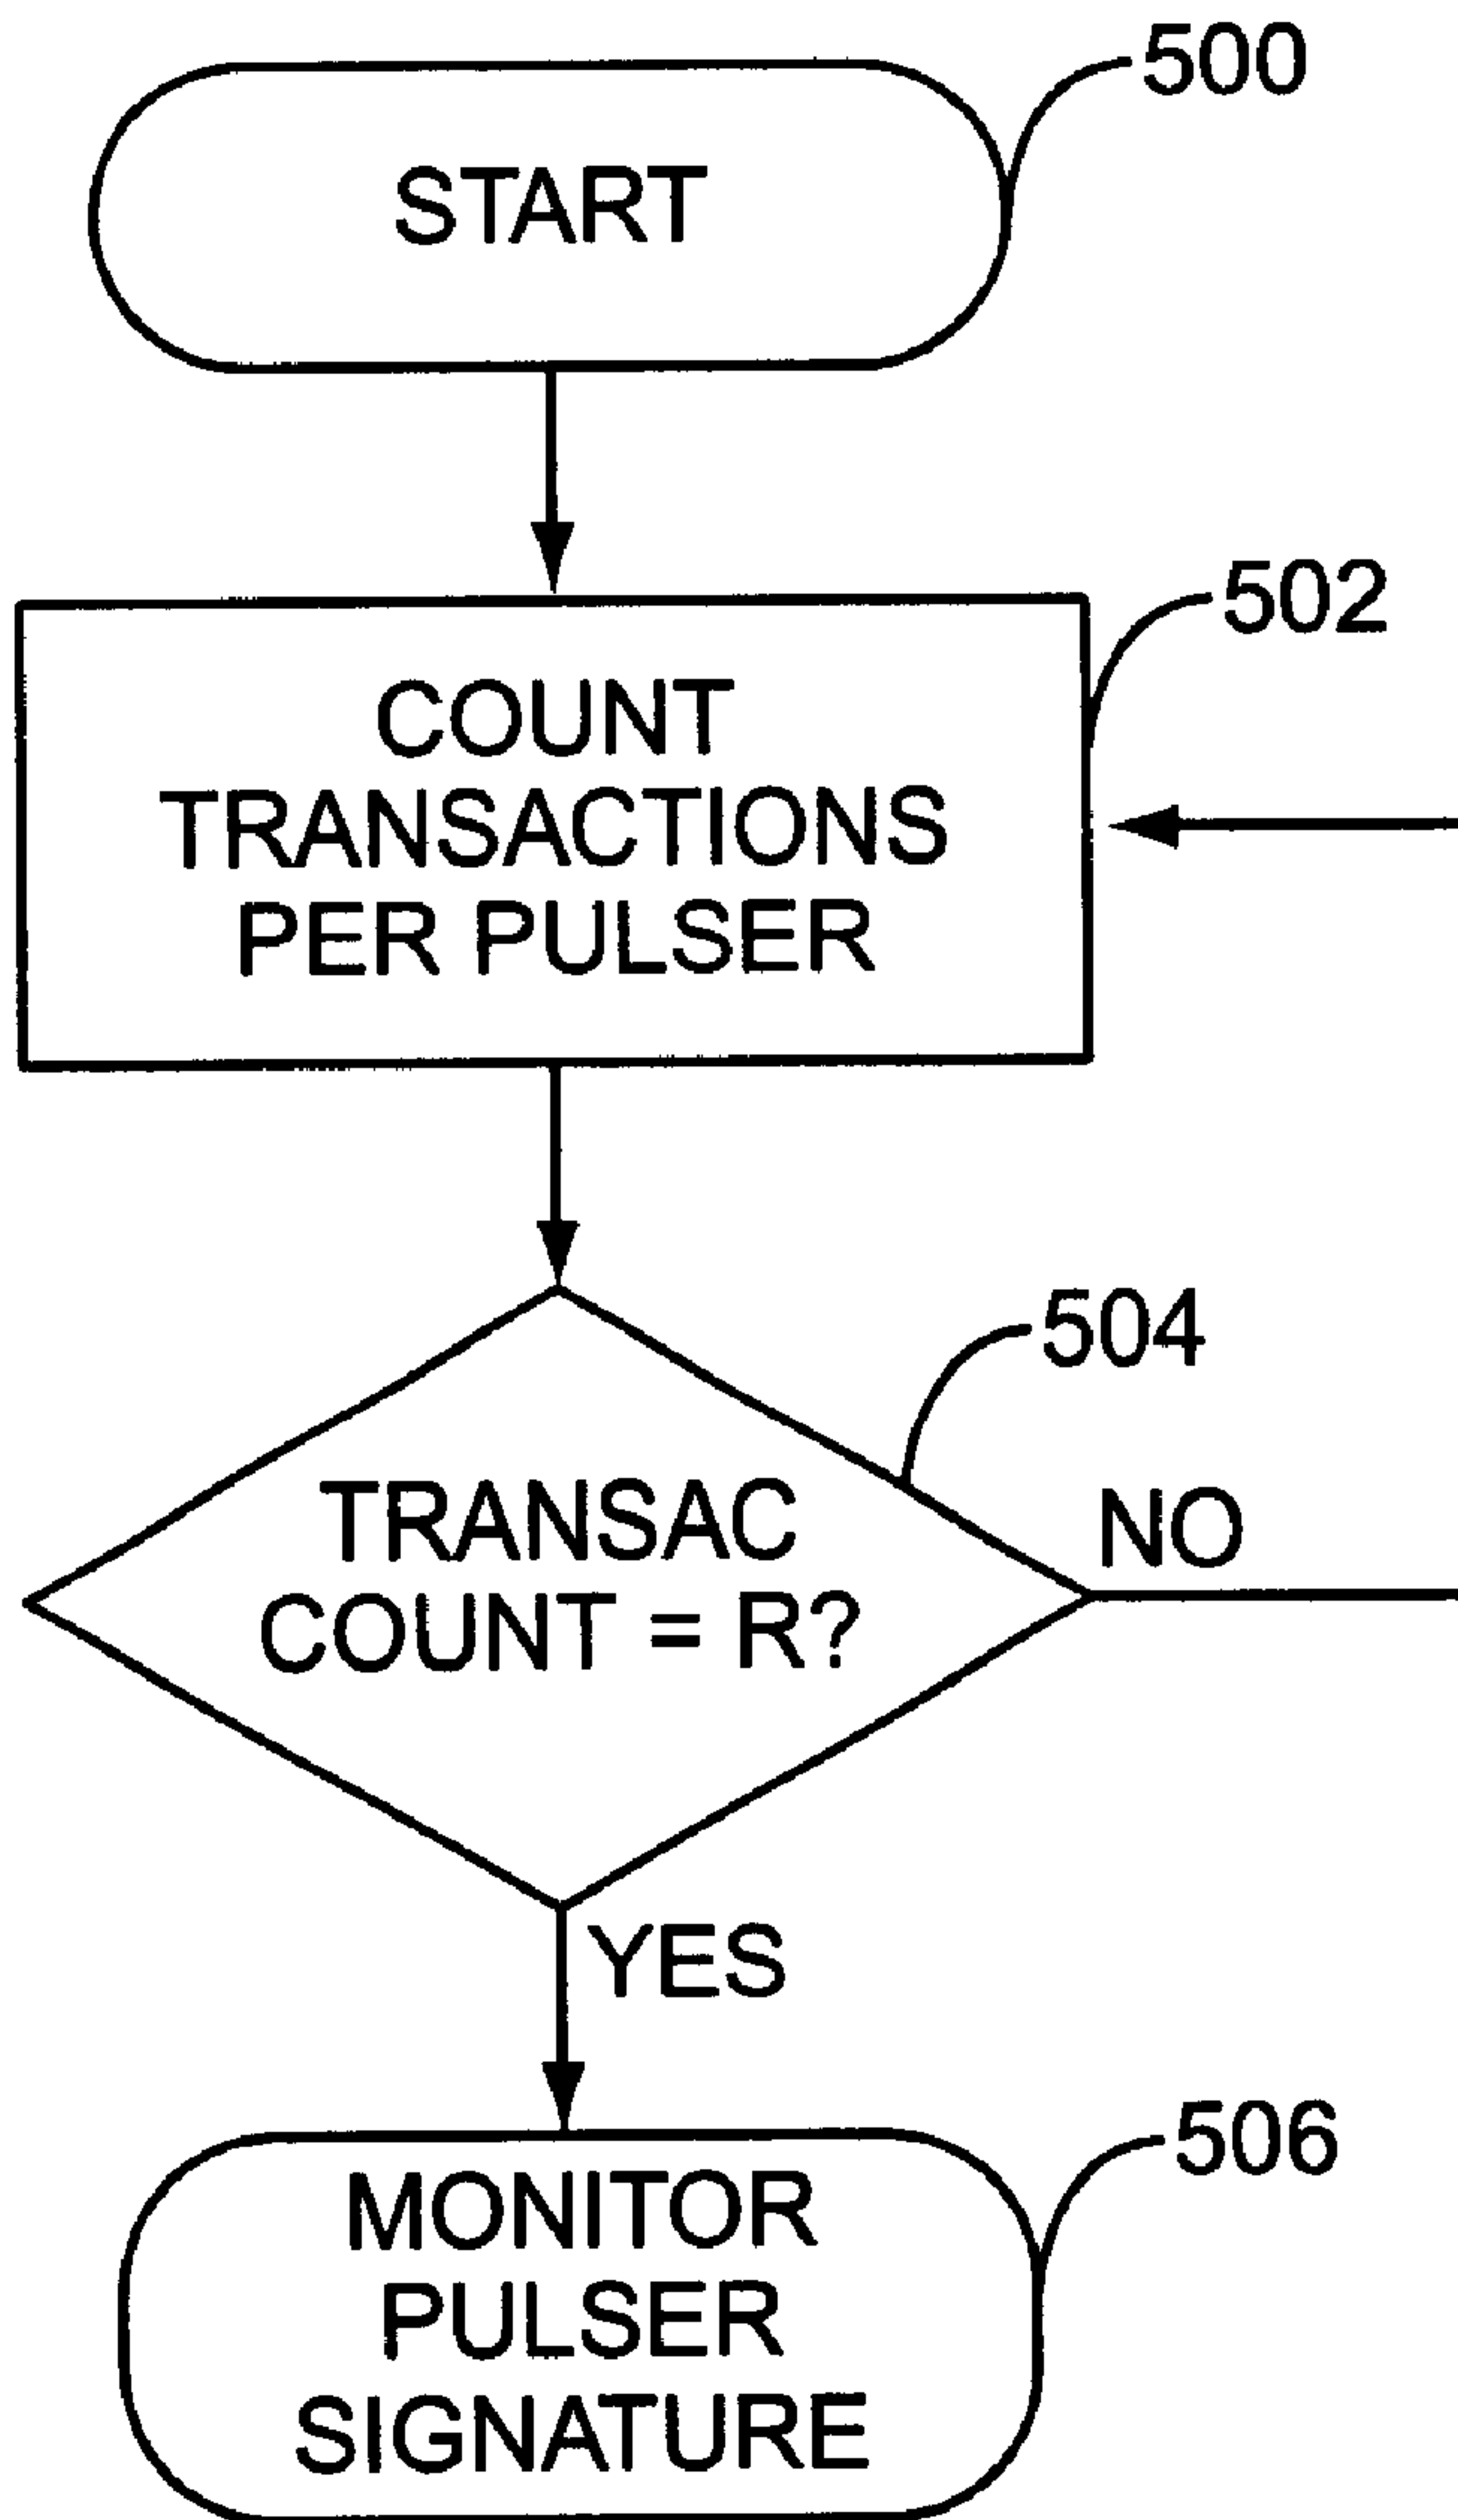 500
START
502
COUNT
TRANSACTIONS
PER PULSER
504
TRANSAC
COUNT = R?
NO
YES
506
MONITOR
PULSER
SIGNATURE